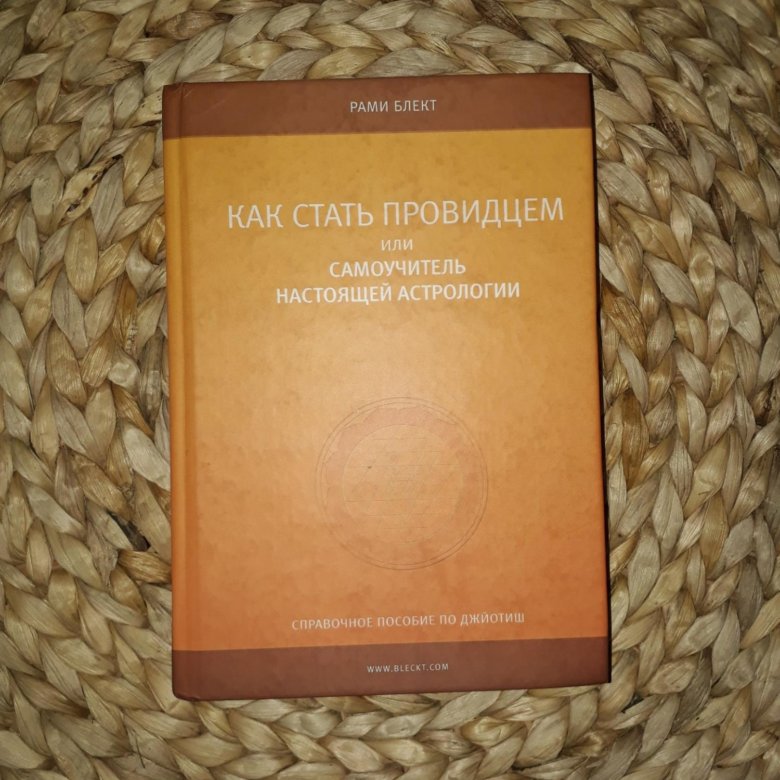 РАМИ БЛЕКТ
КАК СТАТЬ ПРОВИДЦЕМ
ИЛИ
САМОУЧИТЕЛЬ
НАСТОЯЩЕЙ АСТРОЛОГИИ
СПРАВОЧНОЕ ПОСОБИЕ ПО ДЖЙОТИШ
WWW.BLECKT.COM